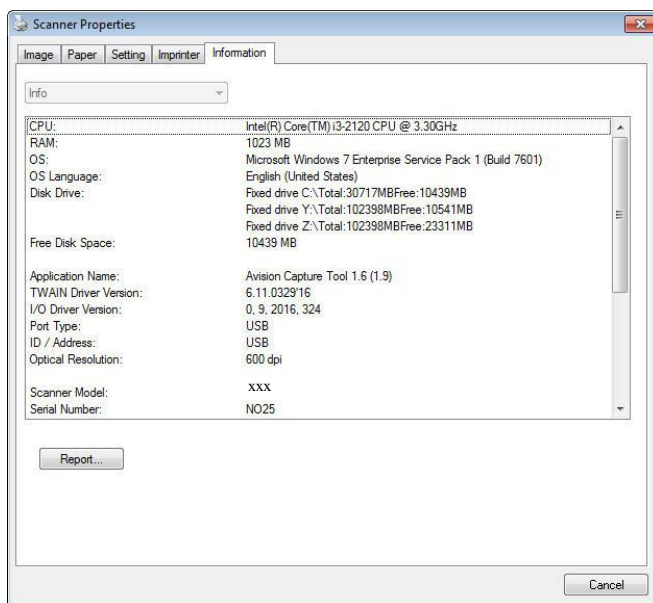 Scanner Properties
Image Paper Setting Imprinter Information
Info
CPU: Intel(R) Core(TM) i3-2120 CPU @ 3.30GHz
RAM: 1023 MB
OS: Microsoft Windows 7 Enterprise Service Pack 1 (Build 7601)
OS Language: English (United States)
Disk Drive: Fixed drive C:\Total:30717MBFree:10439MB
Fixed drive Y:\Total:102398MBFree:10541MB
Fixed drive Z:\Total:102398MBFree:23311MB
Free Disk Space: 10439 MB
Application Name: Avision Capture Tool 1.6 (1.9)
TWAIN Driver Version: 6.11.0329'16
I/O Driver Version: 0, 9, 2016, 324
Port Type: USB
ID / Address: USB
Optical Resolution: 600 dpi
Scanner Model: xxx
Serial Number: NO25
Report...
Cancel